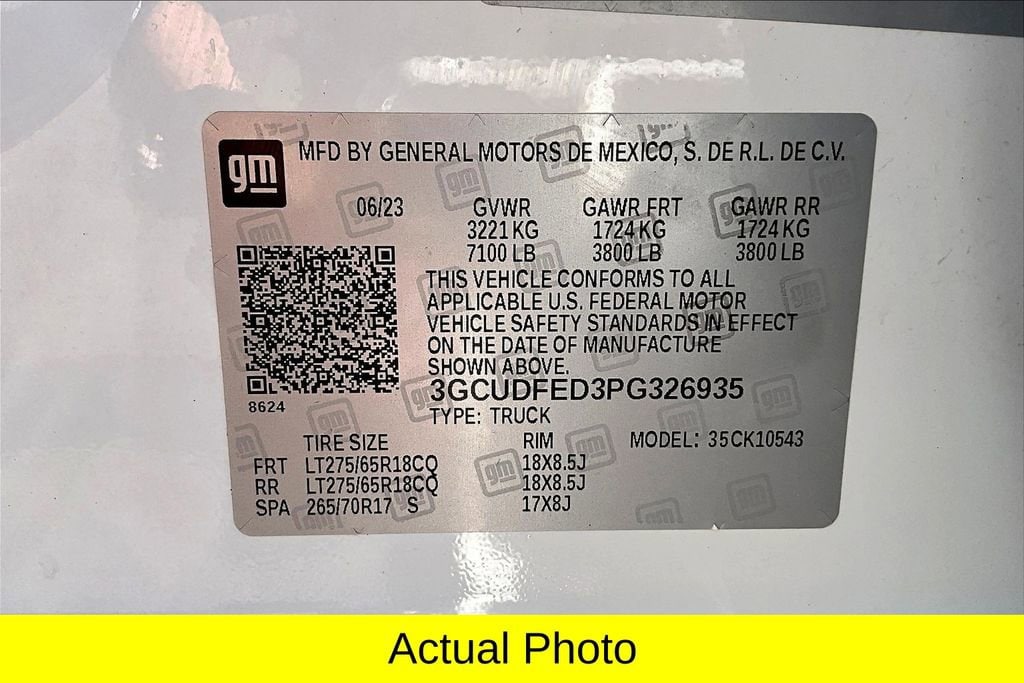 gm
MFD BY GENERAL MOTORS DE MEXICO, S. DE R.L. DE C.V.
06/23 GVWR GAWR FRT GAWR RR
3221 KG 1724 KG 1724 KG
7100 LB 3800 LB 3800 LB
THIS VEHICLE CONFORMS TO ALL
APPLICABLE U.S. FEDERAL MOTOR
VEHICLE SAFETY STANDARDS IN EFFECT
ON THE DATE OF MANUFACTURE
SHOWN ABOVE.
3GCUDFED3PG326935
8624
TYPE: TRUCK
TIRE SIZE RIM MODEL: 35CK10543
FRT LT275/65R18CQ 18X8.5J
RR LT275/65R18CQ 18X8.5J
SPA 265/70R17 S 17X8J
Actual Photo